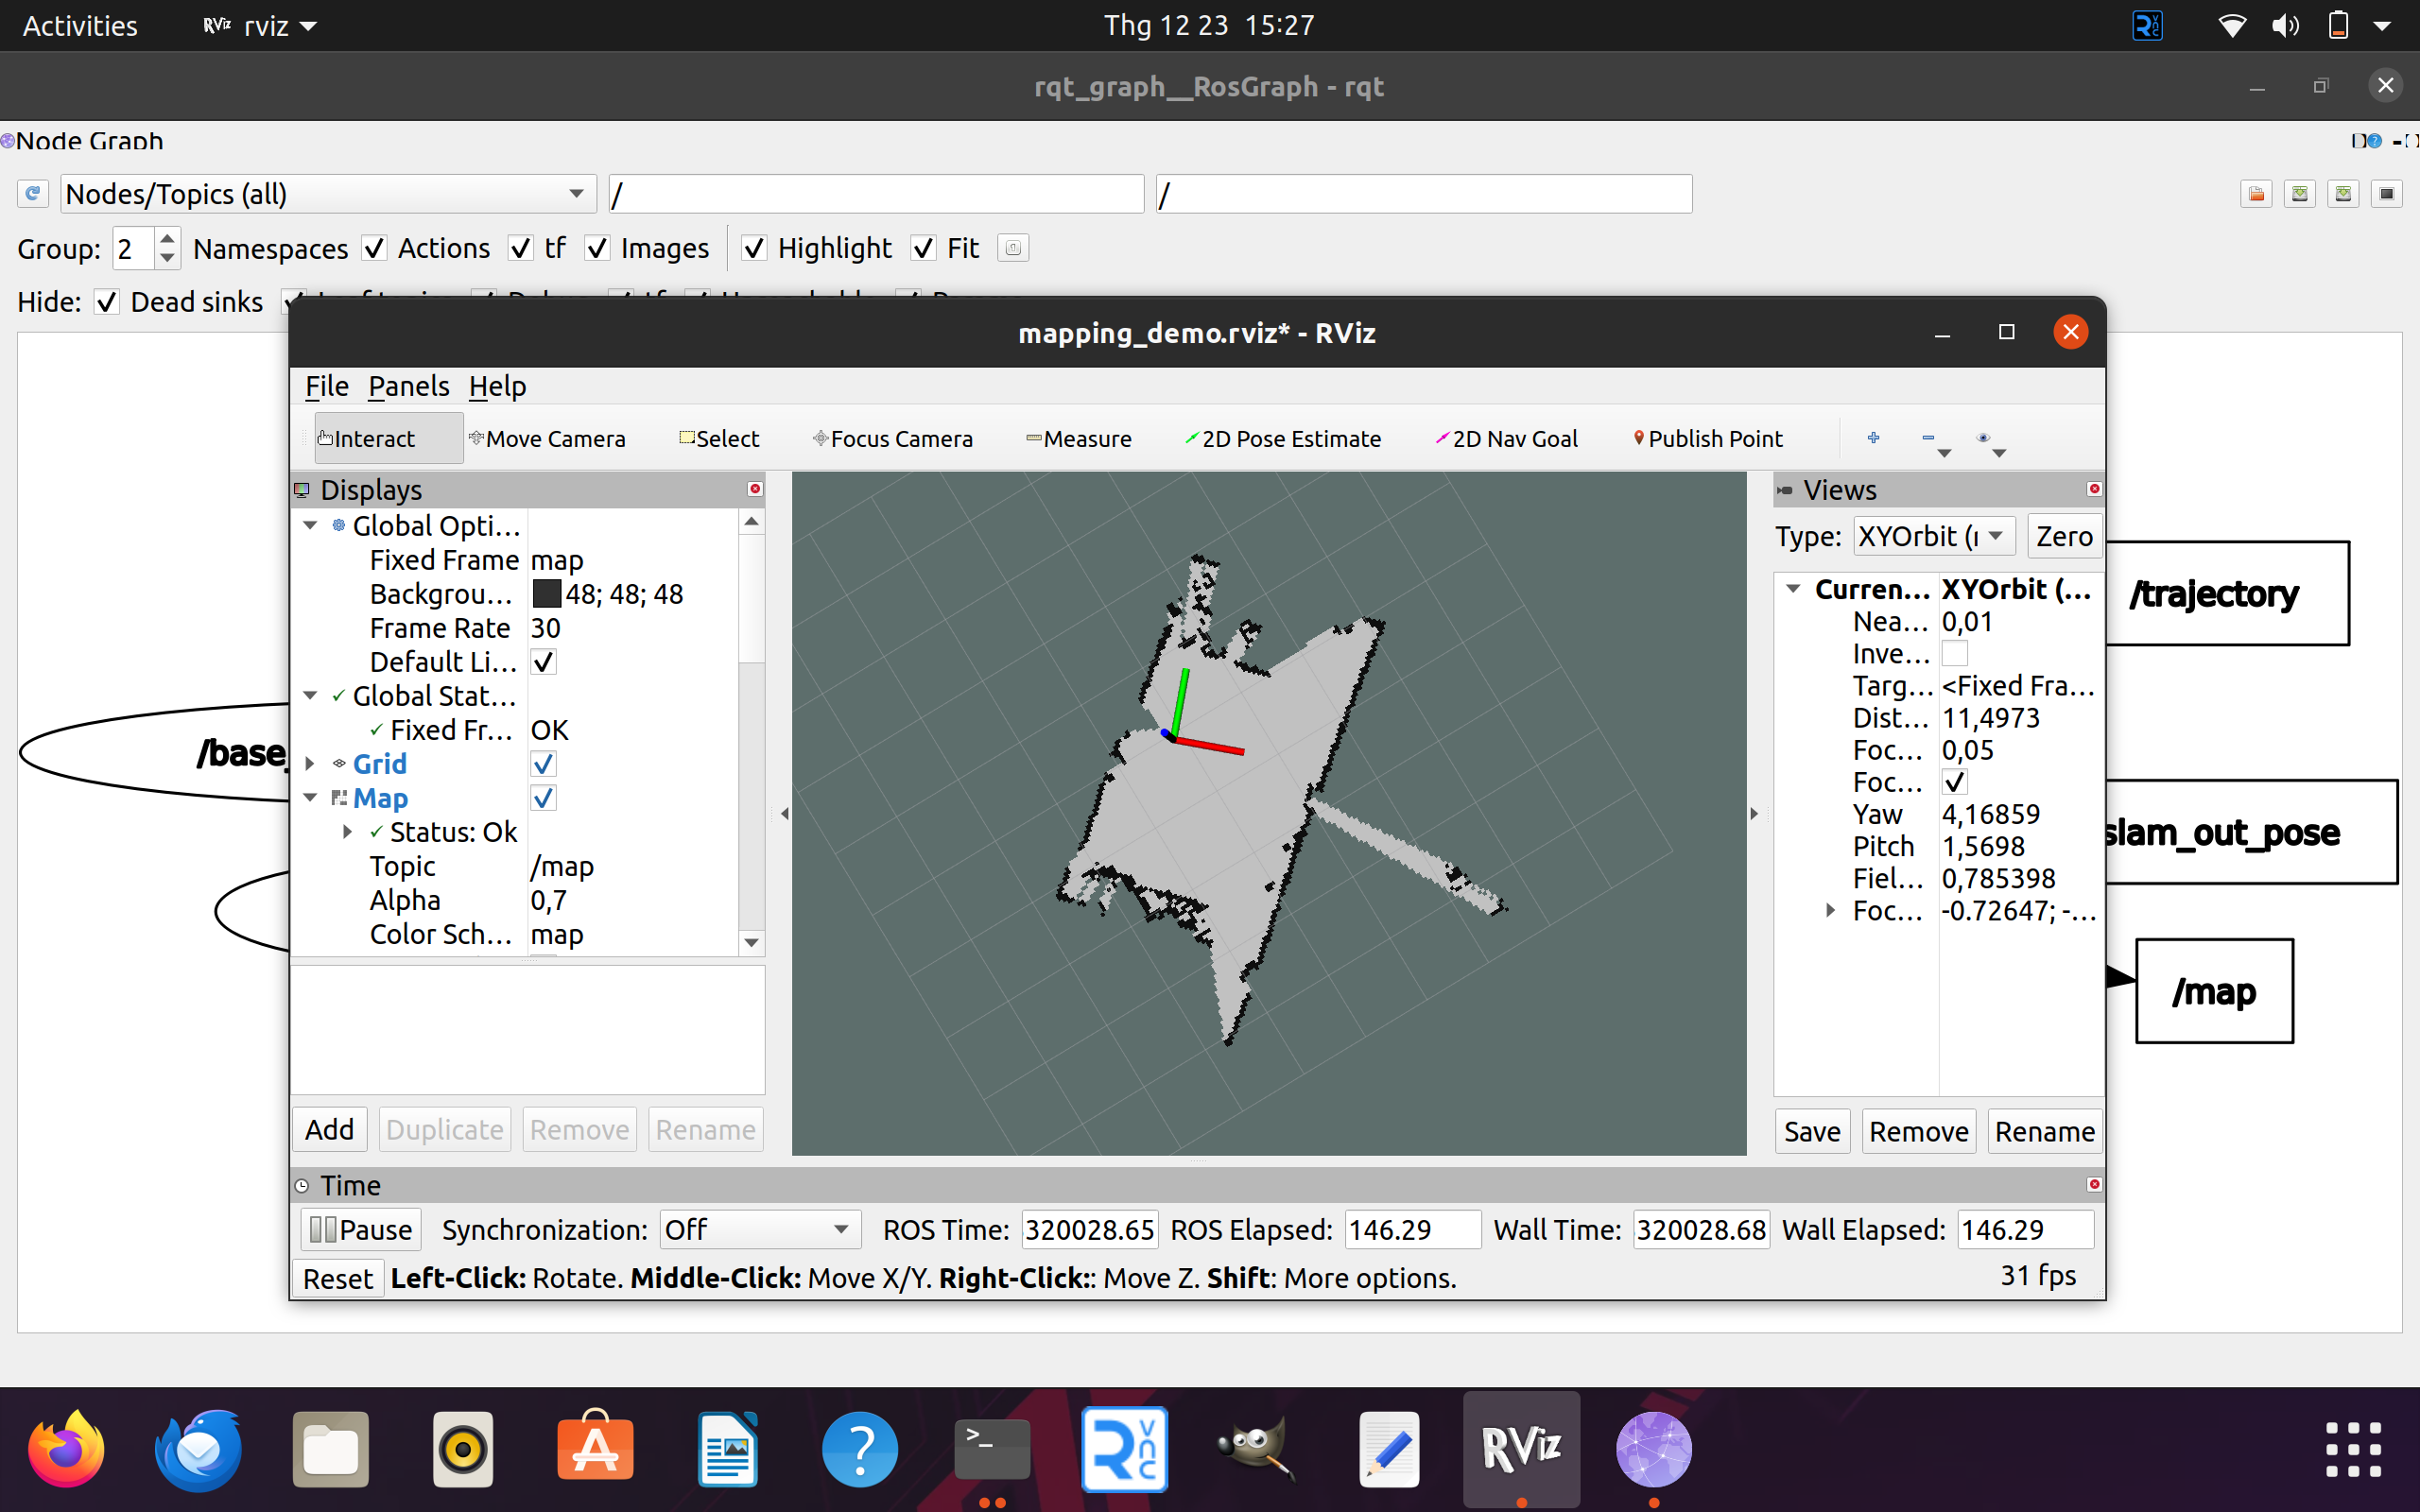 Activities rviz Thg 12 23 15:27
rqt_graph__RosGraph - rqt
Node Graph
Nodes/Topics (all) / /
Group: 2 Namespaces Actions tf Images Highlight Fit
Hide: Dead sinks
mapping_demo.rviz* - RViz
File Panels Help
Interact Move Camera Select Focus Camera Measure 2D Pose Estimate 2D Nav Goal Publish Point
Displays
Global Opti...
Fixed Frame map
Backgrou... 48; 48; 48
Frame Rate 30
Default Li...
Global Stat...
Fixed Fr... OK
Grid
Map
Status: Ok
Topic /map
Alpha 0,7
Color Sch... map
Add Duplicate Remove Rename
Views
Type: XYOrbit (r Zero
Curren... XYOrbit (...
Nea... 0,01
Inve...
Targ... <Fixed Fra...
Dist... 11,4973
Foc... 0,05
Foc...
Yaw 4,16859
Pitch 1,5698
Fiel... 0,785398
Foc... -0.72647; -...
Save Remove Rename
Time
Pause Synchronization: Off ROS Time: 320028.65 ROS Elapsed: 146.29 Wall Time: 320028.68 Wall Elapsed: 146.29
Reset Left-Click: Rotate. Middle-Click: Move X/Y. Right-Click:: Move Z. Shift: More options. 31 fps
/base_
/trajectory
slam_out_pose
/map
RViz